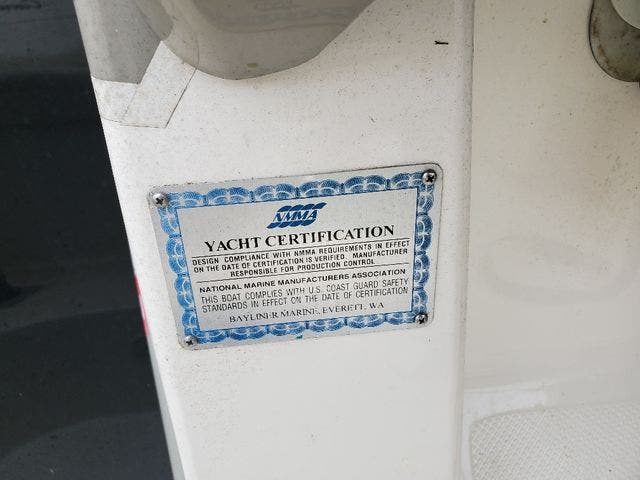 NMMA
YACHT CERTIFICATION
DESIGN COMPLIANCE WITH NMMA REQUIREMENTS IN EFFECT
ON THE DATE OF CERTIFICATION IS VERIFIED. MANUFACTURER
RESPONSIBLE FOR PRODUCTION CONTROL.
NATIONAL MARINE MANUFACTURERS ASSOCIATION
THIS BOAT COMPLIES WITH U.S. COAST GUARD SAFETY
STANDARDS IN EFFECT ON THE DATE OF CERTIFICATION
BAYLINER MARINE, EVERETT, WA